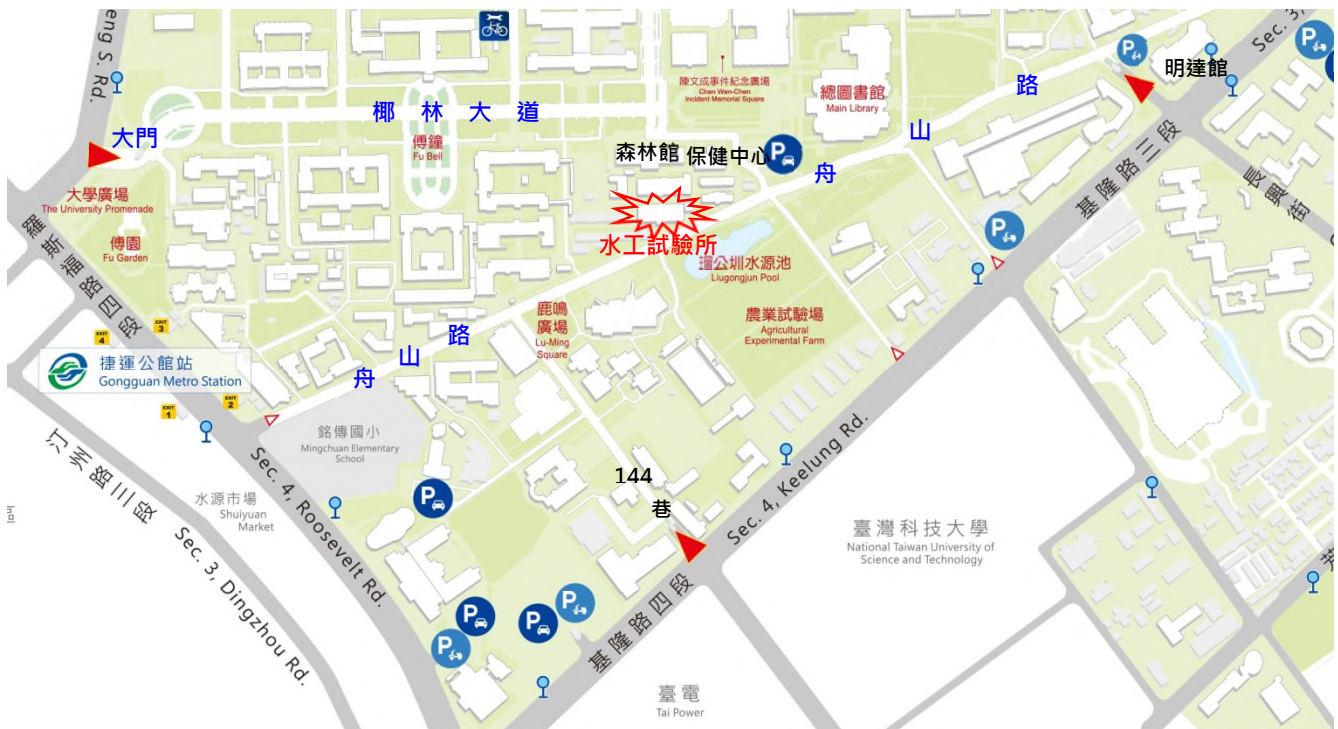 eng S. Rd.
Sec. 3,
明達館
陳文成事件紀念廣場
Chen Wen-Chen
Incident Memorial Square
總圖書館
Main Library
路
椰林大道
大門
傅鐘
Fu Bell
山
森林館
保健中心
舟
大學廣場
The University Promenade
基隆路三段
長興街
傅園
Fu Garden
羅斯福路四段
水工試驗所
瑠公圳水源池
Liugongjun Pool
鹿鳴
廣場
Lu-Ming
Square
農業試驗場
Agricultural
Experimental Farm
路
山
舟
EXIT
3
EXIT
4
捷運公館站
Gongguan Metro Station
EXIT
2
EXIT
1
銘傳國小
Mingchuan Elementary
School
汀州路三段
Sec. 3, Dingzhou Rd.
水源市場
Shuiyuan
Market
Sec. 4, Roosevelt Rd.
144
巷
Sec. 4, Keelung Rd.
基隆路四段
臺灣科技大學
National Taiwan University of
Science and Technology
臺電
Tai Power
P
P
P
P
P
P
P
P
P